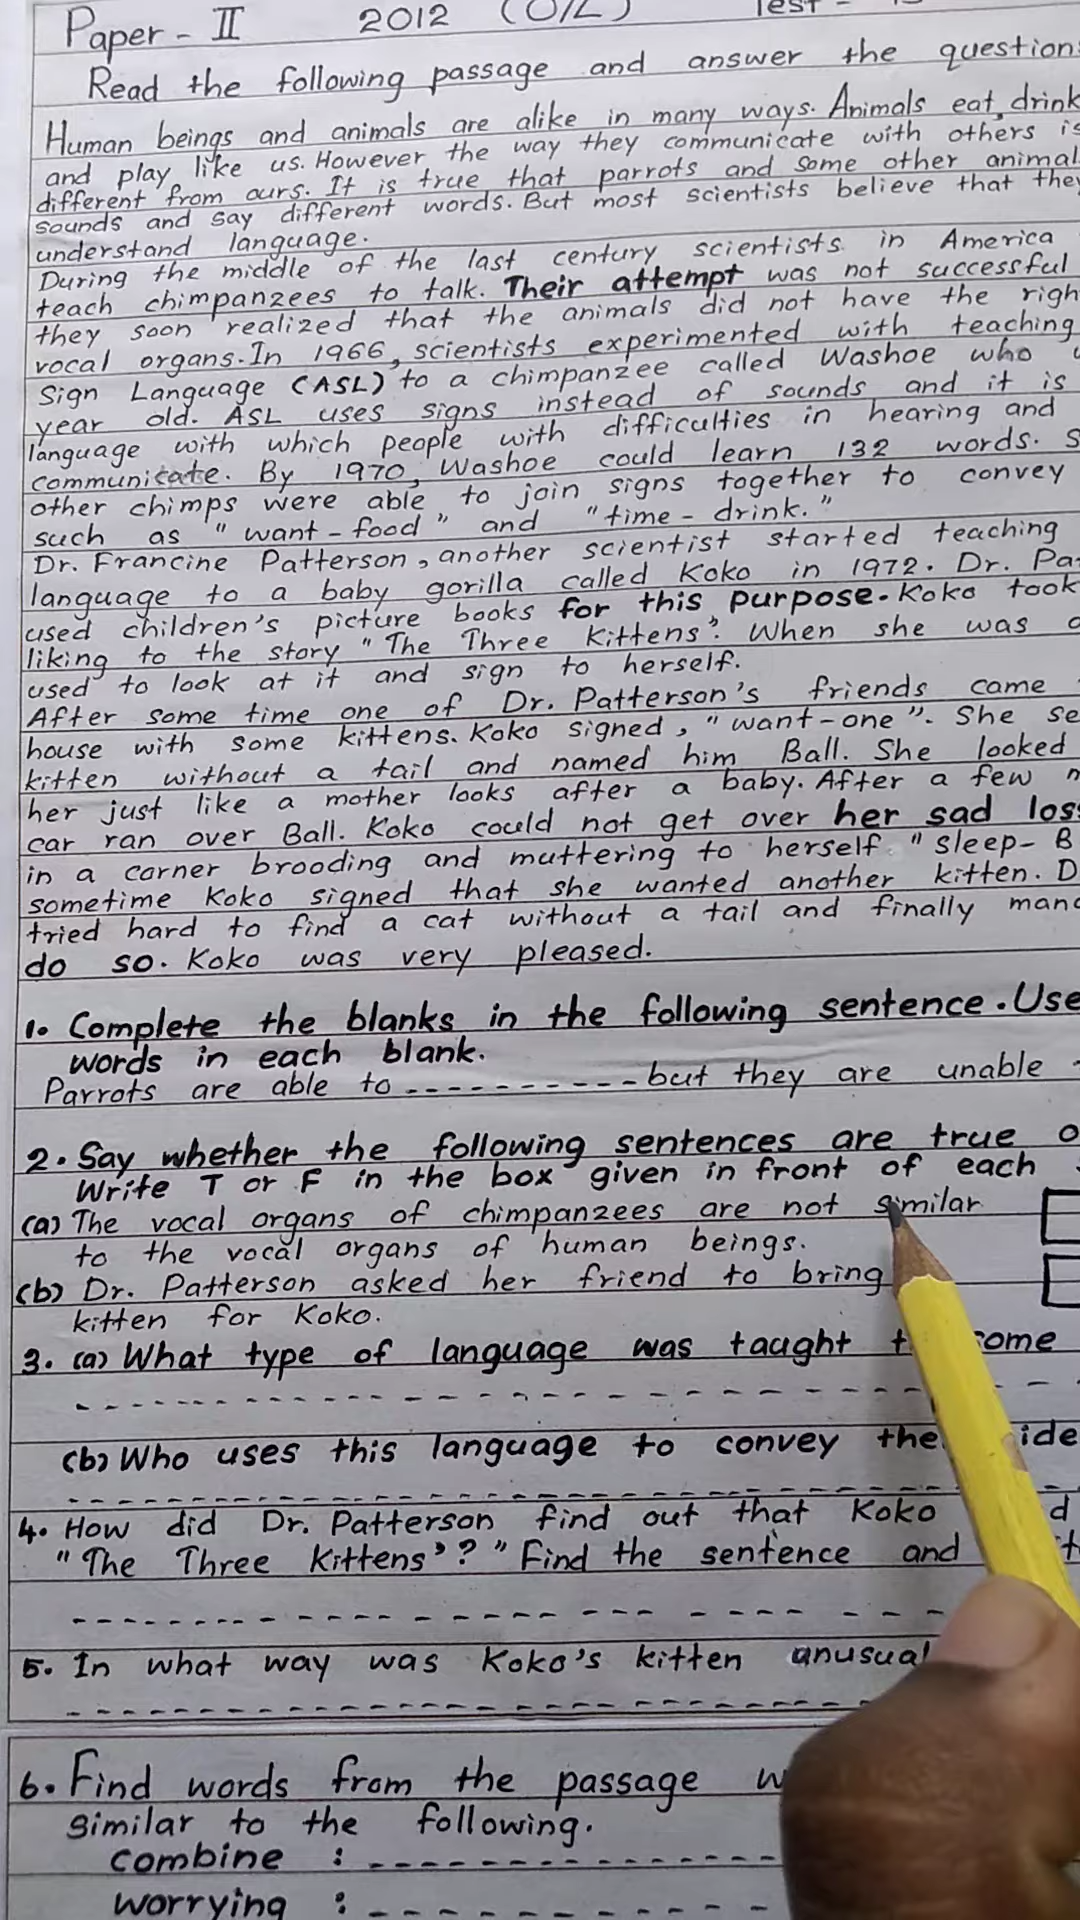 Paper - II 2012 (O/L) Test -
Read the following passage and answer the question
Human beings and animals are alike in many ways. Animals eat, drink
and play like us. However the way they communicate with others is
different from ours. It is true that parrots and some other animal
sounds and say different words. But most scientists believe that they
understand language.
During the middle of the last century scientists in America
teach chimpanzees to talk. Their attempt was not successful
they soon realized that the animals did not have the righ
vocal organs. In 1966, scientists experimented with teaching
Sign Language (ASL) to a chimpanzee called Washoe who
year old. ASL uses signs instead of sounds and it is
language with which people with difficulties in hearing and
communicate. By 1970, Washoe could learn 132 words. S
other chimps were able to join signs together to convey
such as "want-food" and "time-drink."
Dr. Francine Patterson, another scientist started teaching
language to a baby gorilla called Koko in 1972. Dr. Pa
used children's picture books for this purpose. Koko took
liking to the story "The Three Kittens". When she was a
used to look at it and sign to herself.
After some time one of Dr. Patterson's friends came
house with some kittens. Koko signed, "want-one". She se
kitten without a tail and named him Ball. She looked
her just like a mother looks after a baby. After a few m
car ran over Ball. Koko could not get over her sad loss
in a corner brooding and muttering to herself "sleep- B
sometime Koko signed that she wanted another kitten. D
tried hard to find a cat without a tail and finally mana
do so. Koko was very pleased.
1. Complete the blanks in the following sentence. Use
words in each blank.
Parrots are able to ---------- but they are unable
2. Say whether the following sentences are true o
Write T or F in the box given in front of each
(a) The vocal organs of chimpanzees are not similar
to the vocal organs of human beings.
(b) Dr. Patterson asked her friend to bring
kitten for Koko.
3. (a) What type of language was taught t some
(b) Who uses this language to convey the ide
4. How did Dr. Patterson find out that Koko d
"The Three Kittens'?" Find the sentence and
5. In what way was Koko's kitten unusual
6. Find words from the passage w
similar to the following.
combine : ---------------
worrying : ---------------